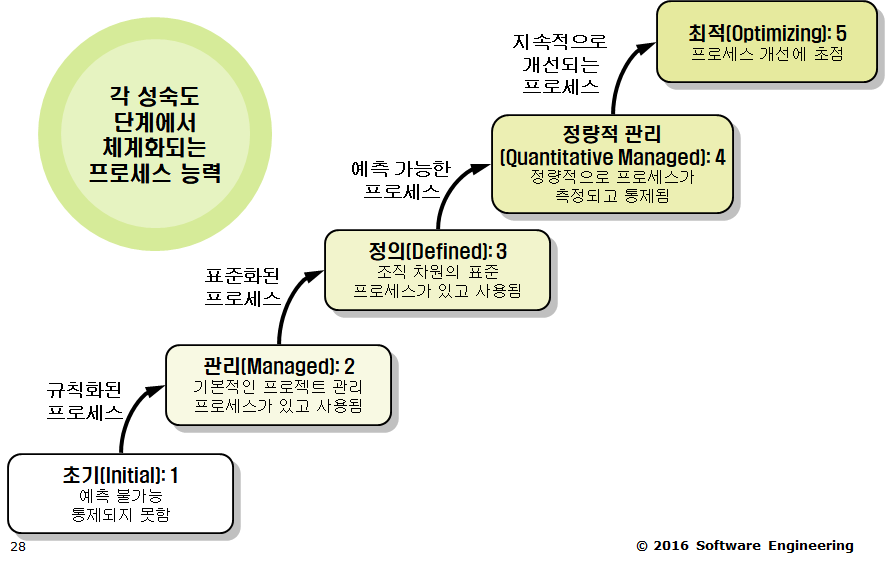 각 성숙도
단계에서
체계화되는
프로세스 능력
최적(Optimizing): 5
프로세스 개선에 초점
지속적으로
개선되는
프로세스
정량적 관리
(Quantitative Managed): 4
정량적으로 프로세스가
측정되고 통제됨
예측 가능한
프로세스
정의(Defined): 3
조직 차원의 표준
프로세스가 있고 사용됨
표준화된
프로세스
관리(Managed): 2
기본적인 프로젝트 관리
프로세스가 있고 사용됨
규칙화된
프로세스
초기(Initial): 1
예측 불가능
통제되지 못함
28
© 2016 Software Engineering